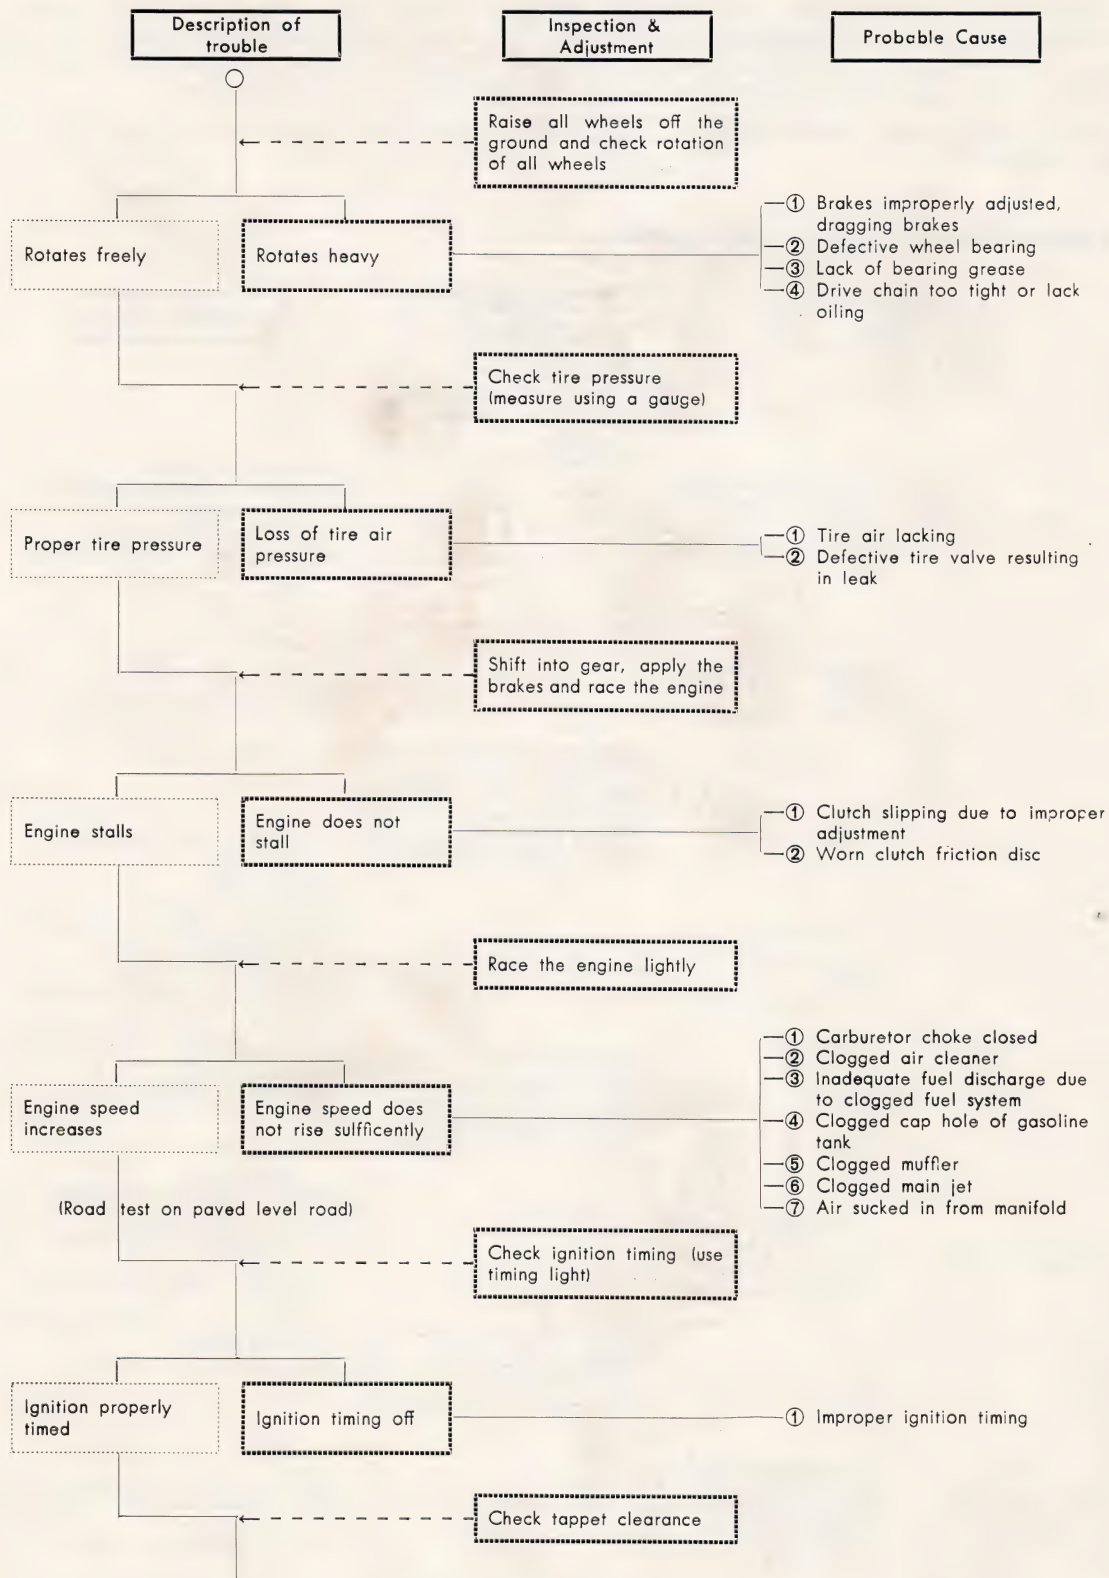 Description of
trouble
Inspection &
Adjustment
Probable Cause
Raise all wheels off the
ground and check rotation
of all wheels
Rotates freely
Rotates heavy
① Brakes improperly adjusted,
dragging brakes
② Defective wheel bearing
③ Lack of bearing grease
④ Drive chain too tight or lack
oiling
Check tire pressure
(measure using a gauge)
Proper tire pressure
Loss of tire air
pressure
① Tire air lacking
② Defective tire valve resulting
in leak
Shift into gear, apply the
brakes and race the engine
Engine stalls
Engine does not
stall
① Clutch slipping due to improper
adjustment
② Worn clutch friction disc
Race the engine lightly
Engine speed
increases
Engine speed does
not rise sulfficently
① Carburetor choke closed
② Clogged air cleaner
③ Inadequate fuel discharge due
to clogged fuel system
④ Clogged cap hole of gasoline
tank
⑤ Clogged muffler
⑥ Clogged main jet
⑦ Air sucked in from manifold
(Road test on paved level road)
Check ignition timing (use
timing light)
Ignition properly
timed
Ignition timing off
① Improper ignition timing
Check tappet clearance